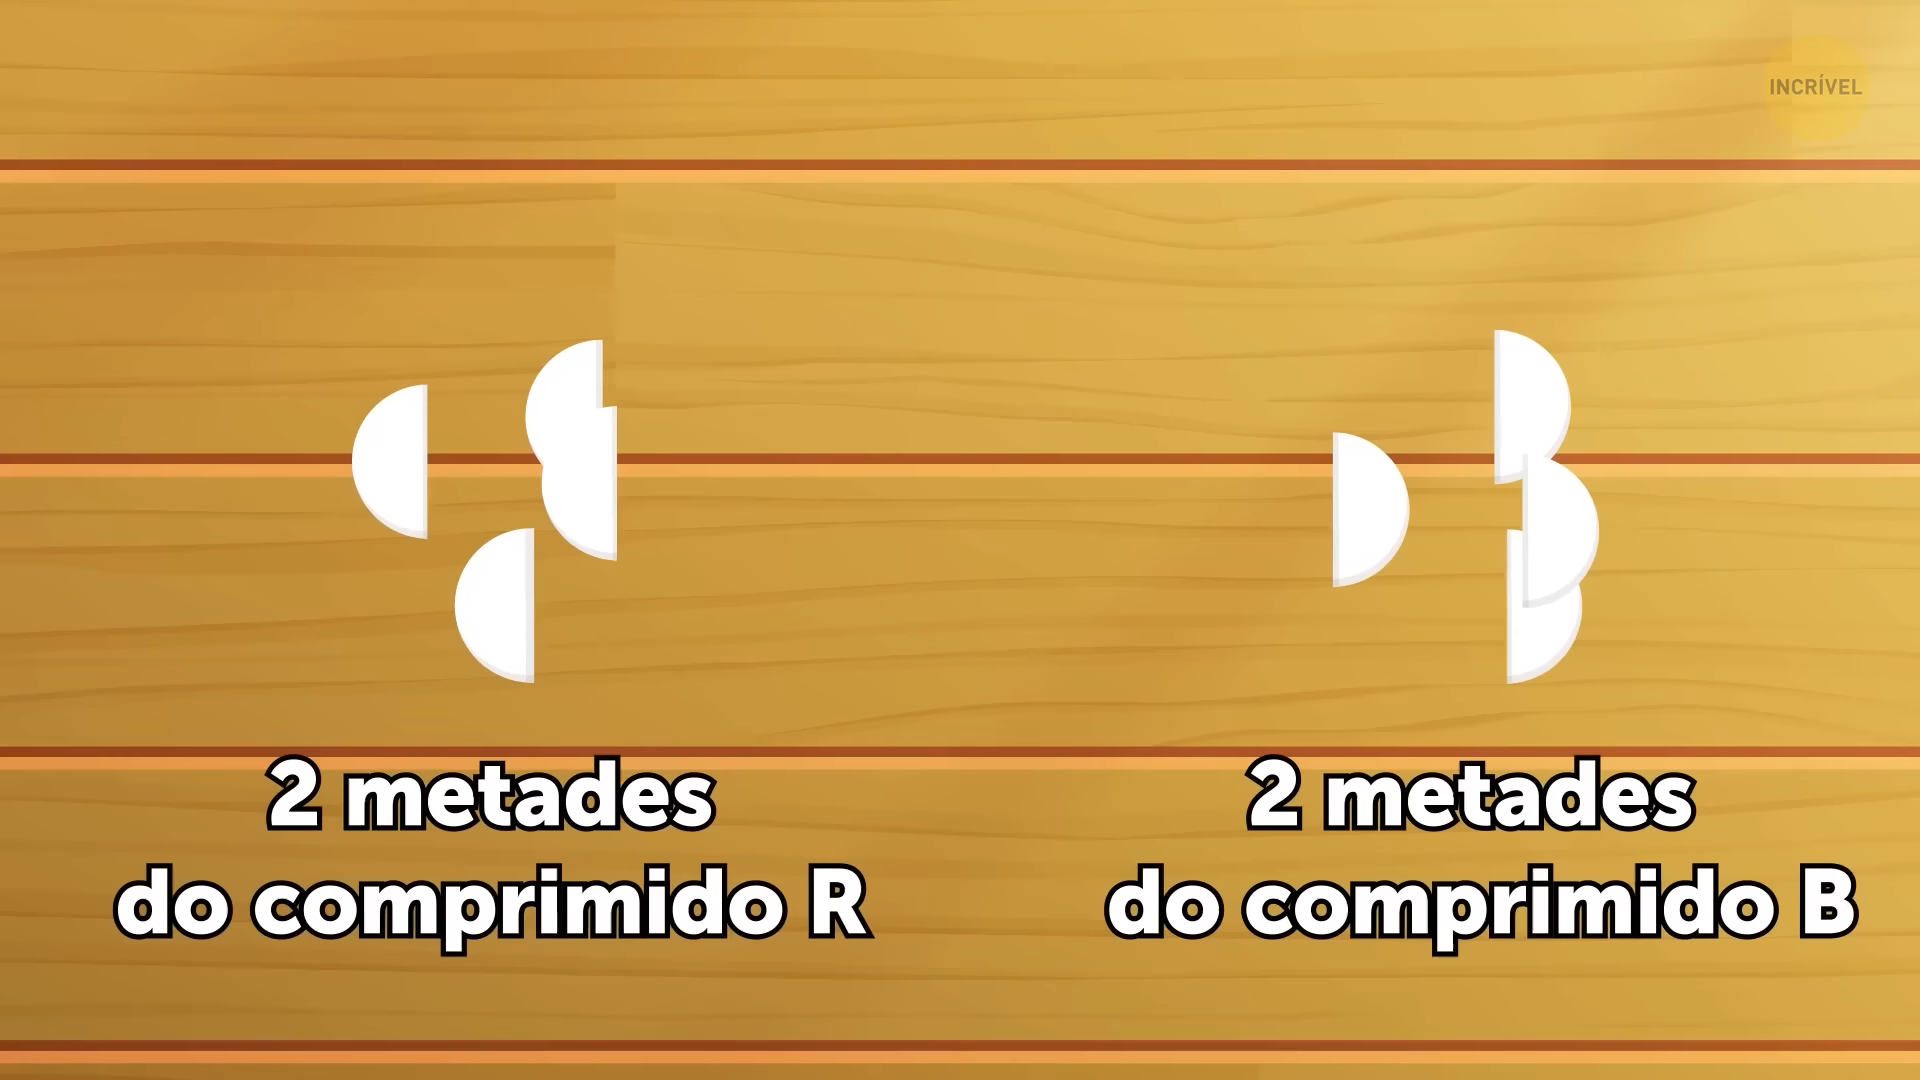 INCRÍVEL
2 metades
do comprimido R
2 metades
do comprimido B